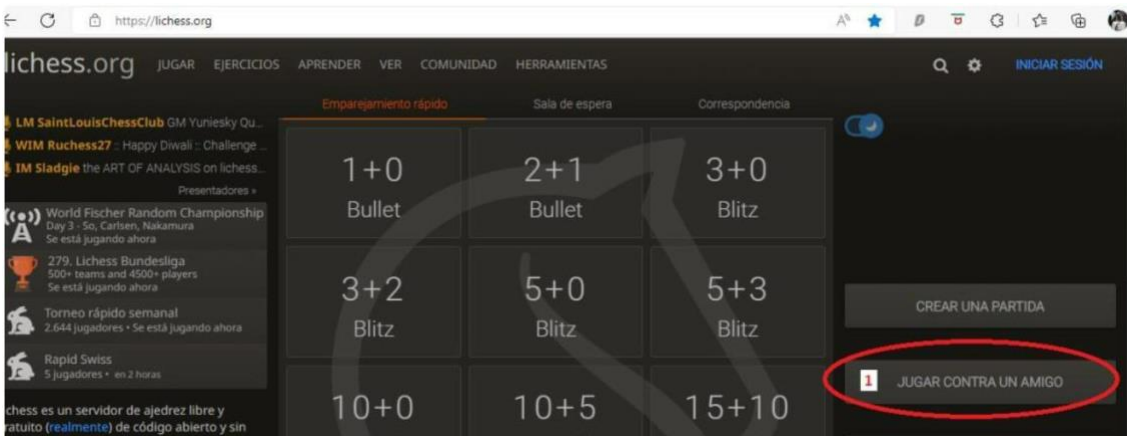 https://lichess.org
lichess.org JUGAR EJERCICIOS APRENDER VER COMUNIDAD HERRAMIENTAS INICIAR SESIÓN
Emparejamiento rápido Sala de espera Correspondencia
LM SaintLouisChessClub GM Yuniesky Qu...
WIM Ruchess27 :: Happy Diwali :: Challenge ...
IM Sladgie the ART OF ANALYSIS on lichess...
Presentadores »
World Fischer Random Championship
Day 3 - So, Carlsen, Nakamura
Se está jugando ahora
279. Lichess Bundesliga
500+ teams and 4500+ players
Se está jugando ahora
Torneo rápido semanal
2.644 jugadores • Se está jugando ahora
Rapid Swiss
5 jugadores • en 2 horas
ichess es un servidor de ajedrez libre y
ratuito (realmente) de código abierto y sin
1+0
Bullet
2+1
Bullet
3+0
Blitz
3+2
Blitz
5+0
Blitz
5+3
Blitz
10+0
10+5
15+10
CREAR UNA PARTIDA
1 JUGAR CONTRA UN AMIGO